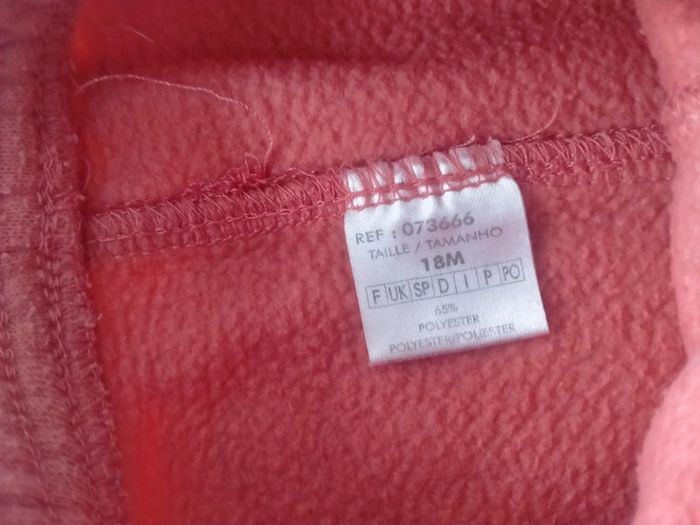 REF : 073666
TAILLE / TAMANHO
18M
F UK SP D I P PO
65%
POLYESTER
POLYESTER/POLIESTER